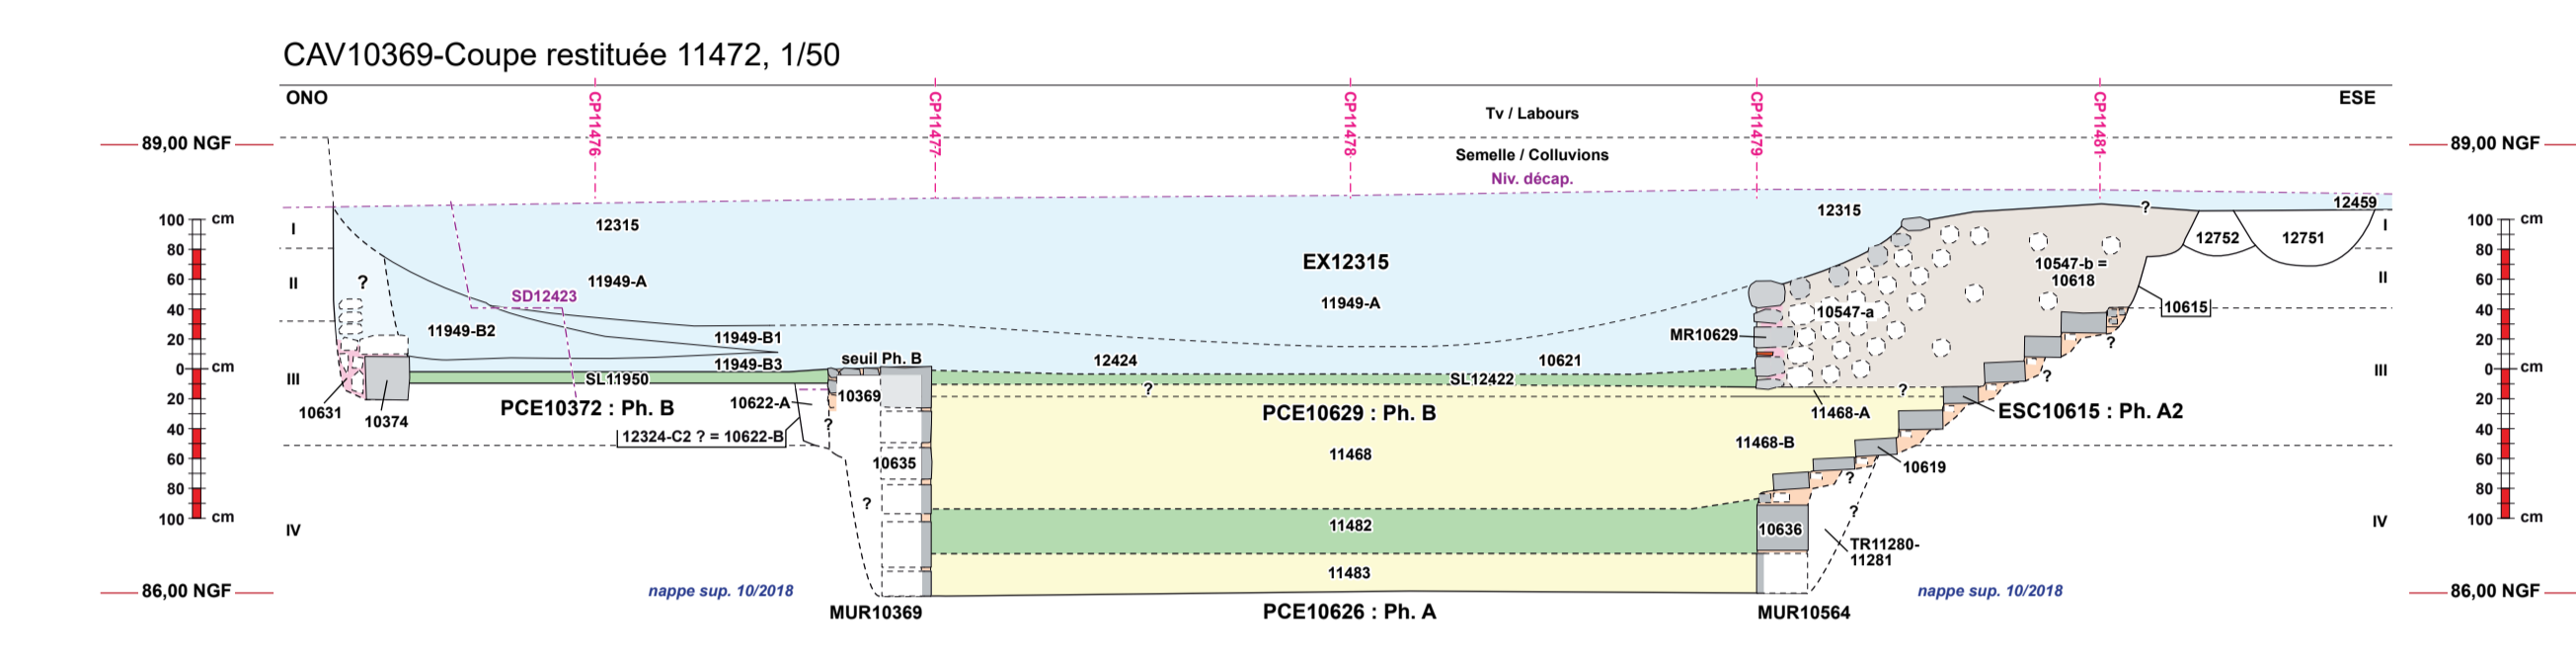 CAV10369-Coupe restituée 11472, 1/50
ONO
ESE
CP11476
CP11477
CP11478
CP11479
CP11481
Tv / Labours
89,00 NGF
89,00 NGF
Semelle / Colluvions
Niv. décap.
100 cm
80
60
40
20
0 cm
20
40
60
80
100 cm
I
II
III
IV
12315
12315
12459
I
?
12752
12751
EX12315
10547-b =
10618
?
11949-A
11949-A
II
SD12423
10615
10547-a
11949-B2
11949-B1
MR10629
?
seuil Ph. B
11949-B3
12424
10621
SL11950
SL12422
?
?
?
III
10631
10374
PCE10372 : Ph. B
10622-A
10369
PCE10629 : Ph. B
11468-A
ESC10615 : Ph. A2
12324-C2 ? = 10622-B
?
11468-B
11468
10635
10619
?
?
?
11482
10636
TR11280-
11281
IV
11483
86,00 NGF
nappe sup. 10/2018
nappe sup. 10/2018
86,00 NGF
MUR10369
PCE10626 : Ph. A
MUR10564
100 cm
80
60
40
20
0 cm
20
40
60
80
100 cm